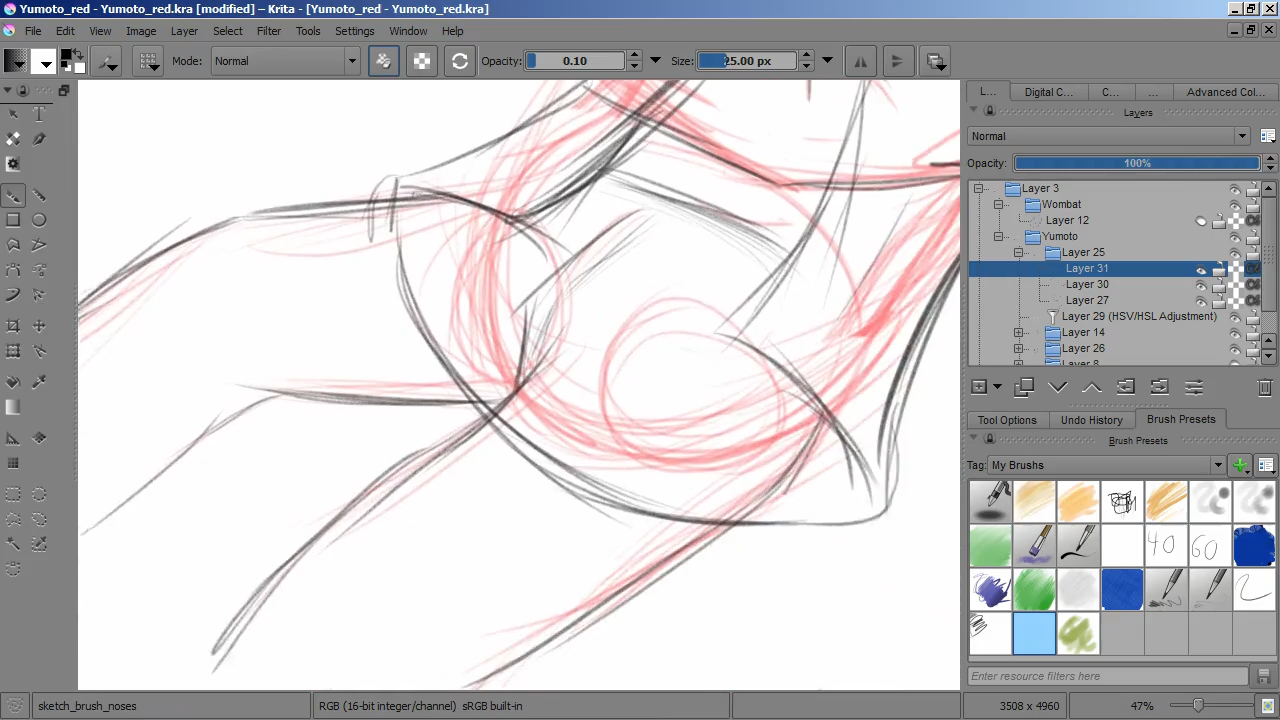 Yumoto_red - Yumoto_red.kra [modified] – Krita - [Yumoto_red - Yumoto_red.kra]
File Edit View Image Layer Select Filter Tools Settings Window Help
Mode: Normal Opacity: 0.10 Size: 25.00 px
L... Digital C... C... ... Advanced Col...
Layers
Normal
Opacity: 100%
Layer 3
Wombat
Layer 12
Yumoto
Layer 25
Layer 31
Layer 30
Layer 27
Layer 29 (HSV/HSL Adjustment)
Layer 14
Layer 26
Tool Options Undo History Brush Presets
Brush Presets
Tag: My Brushes
40 60
Enter resource filters here
sketch_brush_noses RGB (16-bit integer/channel) sRGB built-in 3508 x 4960 47%